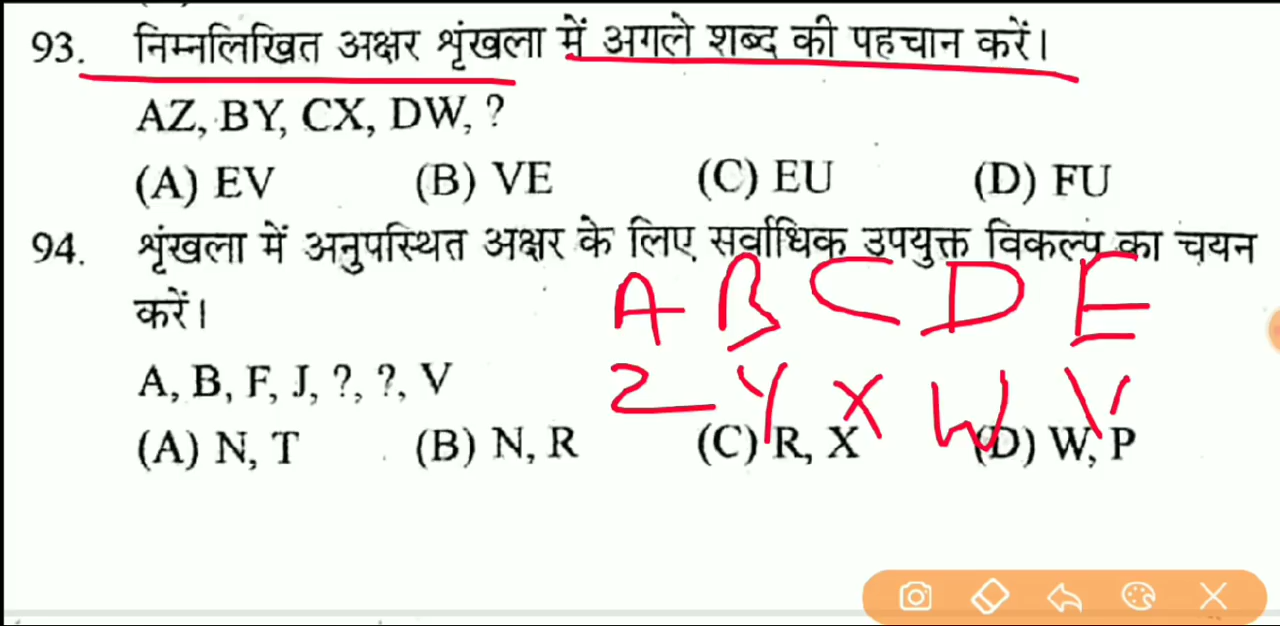 93. निम्नलिखित अक्षर शृंखला में अगले शब्द की पहचान करें।
AZ, BY, CX, DW, ?
(A) EV (B) VE (C) EU (D) FU
94. शृंखला में अनुपस्थित अक्षर के लिए सर्वाधिक उपयुक्त विकल्प का चयन
करें।
A B C D E
A, B, F, J, ?, ?, V
Z Y X W V
(A) N, T (B) N, R (C) R, X (D) W, P